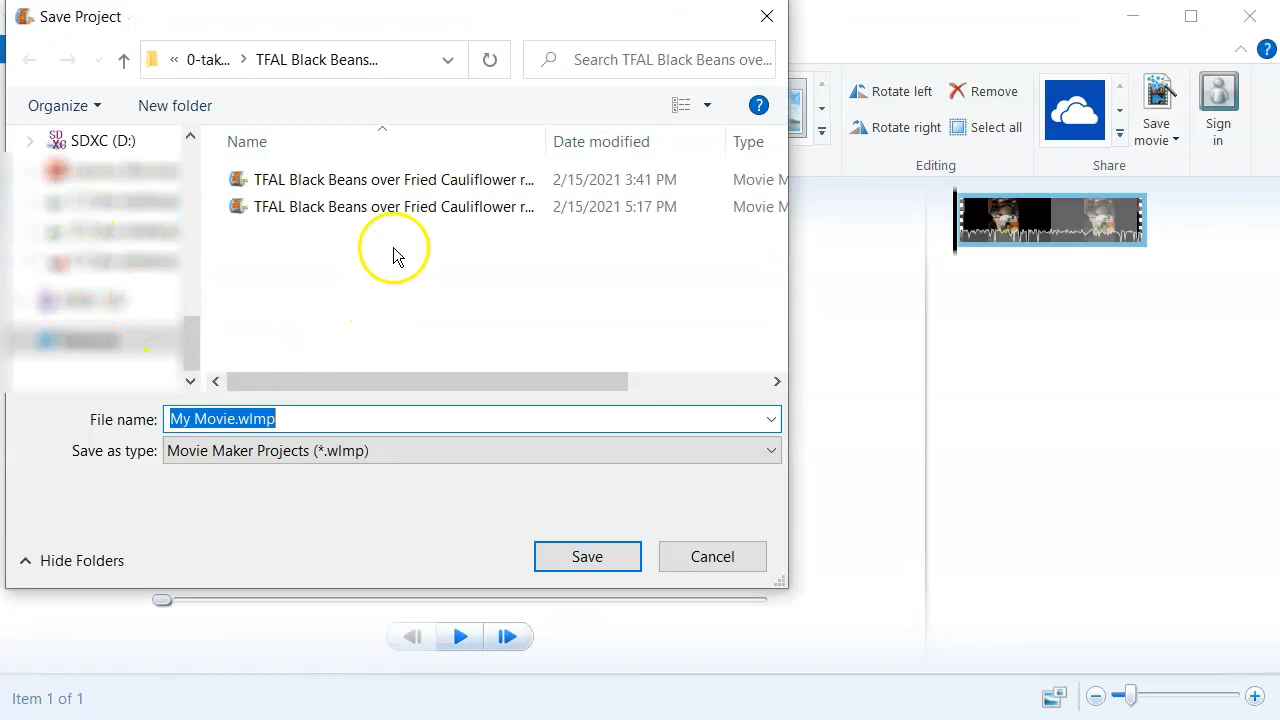 Save Project
« 0-tak... > TFAL Black Beans...
Search TFAL Black Beans ove...
Organize
New folder
SDXC (D:)
Name
Date modified
Type
TFAL Black Beans over Fried Cauliflower r... 2/15/2021 3:41 PM Movie M
TFAL Black Beans over Fried Cauliflower r... 2/15/2021 5:17 PM Movie M
File name: My Movie.wlmp
Save as type: Movie Maker Projects (*.wlmp)
Hide Folders
Save
Cancel
Rotate left
Remove
Rotate right
Select all
Editing
Save
movie
Share
Sign
in
Item 1 of 1